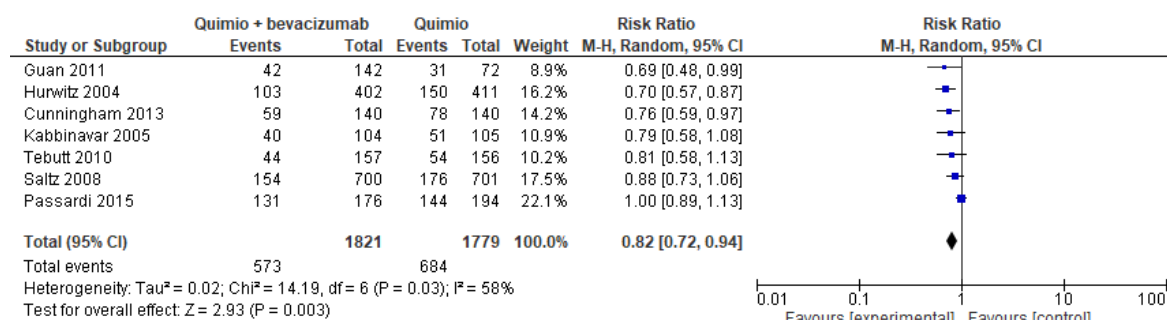 Quimio + bevacizumab Quimio Risk Ratio Risk Ratio
Study or Subgroup Events Total Events Total Weight M-H, Random, 95% CI M-H, Random, 95% CI
Guan 2011 42 142 31 72 8.9% 0.69 [0.48, 0.99]
Hurwitz 2004 103 402 150 411 16.2% 0.70 [0.57, 0.87]
Cunningham 2013 59 140 78 140 14.2% 0.76 [0.59, 0.97]
Kabbinavar 2005 40 104 51 105 10.9% 0.79 [0.58, 1.08]
Tebutt 2010 44 157 54 156 10.2% 0.81 [0.58, 1.13]
Saltz 2008 154 700 176 701 17.5% 0.88 [0.73, 1.06]
Passardi 2015 131 176 144 194 22.1% 1.00 [0.89, 1.13]
Total (95% CI) 1821 1779 100.0% 0.82 [0.72, 0.94]
Total events 573 684
Heterogeneity: Tau² = 0.02; Chi² = 14.19, df = 6 (P = 0.03); I² = 58%
Test for overall effect: Z = 2.93 (P = 0.003)
0.01 0.1 1 10 100
Favours [experimental] Favours [control]